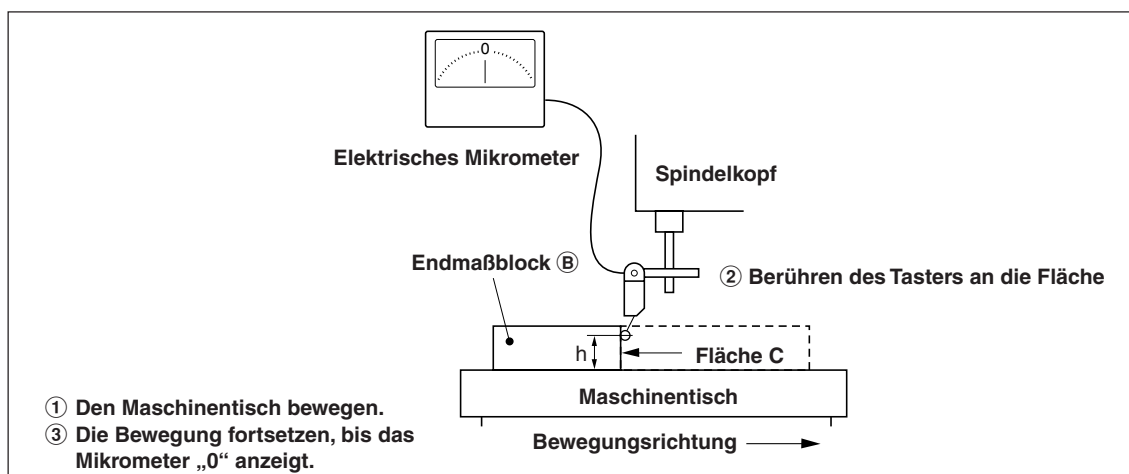 0
Elektrisches Mikrometer
Spindelkopf
Endmaßblock Ⓑ
② Berühren des Tasters an die Fläche
h
Fläche C
Maschinentisch
① Den Maschinentisch bewegen.
③ Die Bewegung fortsetzen, bis das
Mikrometer „0“ anzeigt.
Bewegungsrichtung